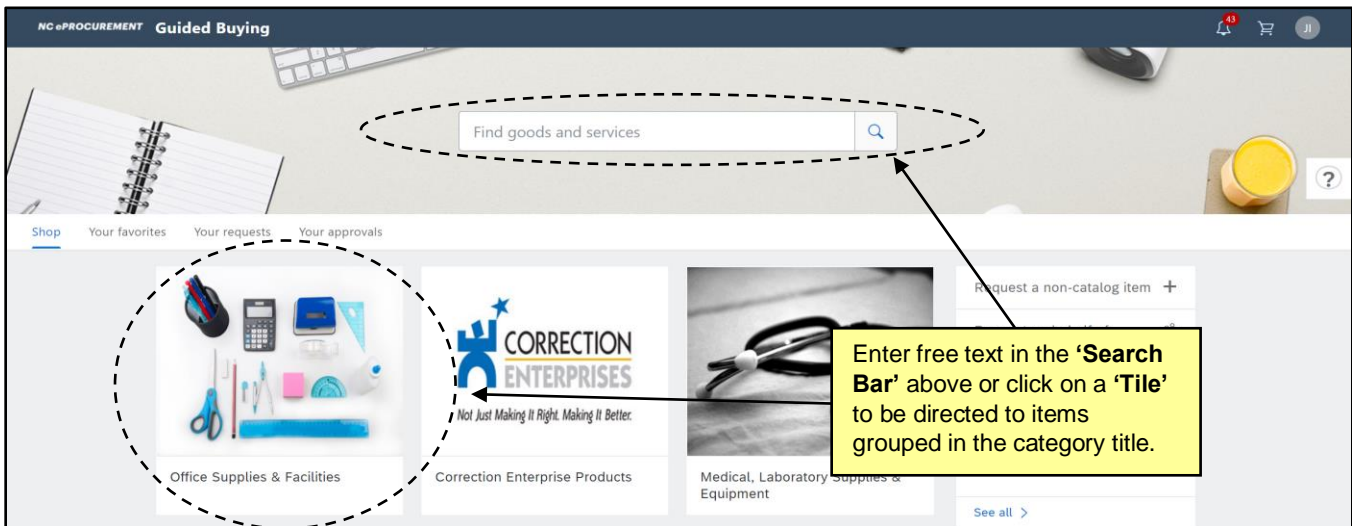 NC ePROCUREMENT Guided Buying
43
JI
Find goods and services
?
Shop Your favorites Your requests Your approvals
CORRECTION
ENTERPRISES
Not Just Making It Right. Making It Better.
Request a non-catalog item +
Enter free text in the ‘Search
Bar’ above or click on a ‘Tile’
to be directed to items
grouped in the category title.
Office Supplies & Facilities
Correction Enterprise Products
Medical, Laboratory Supplies &
Equipment
See all >